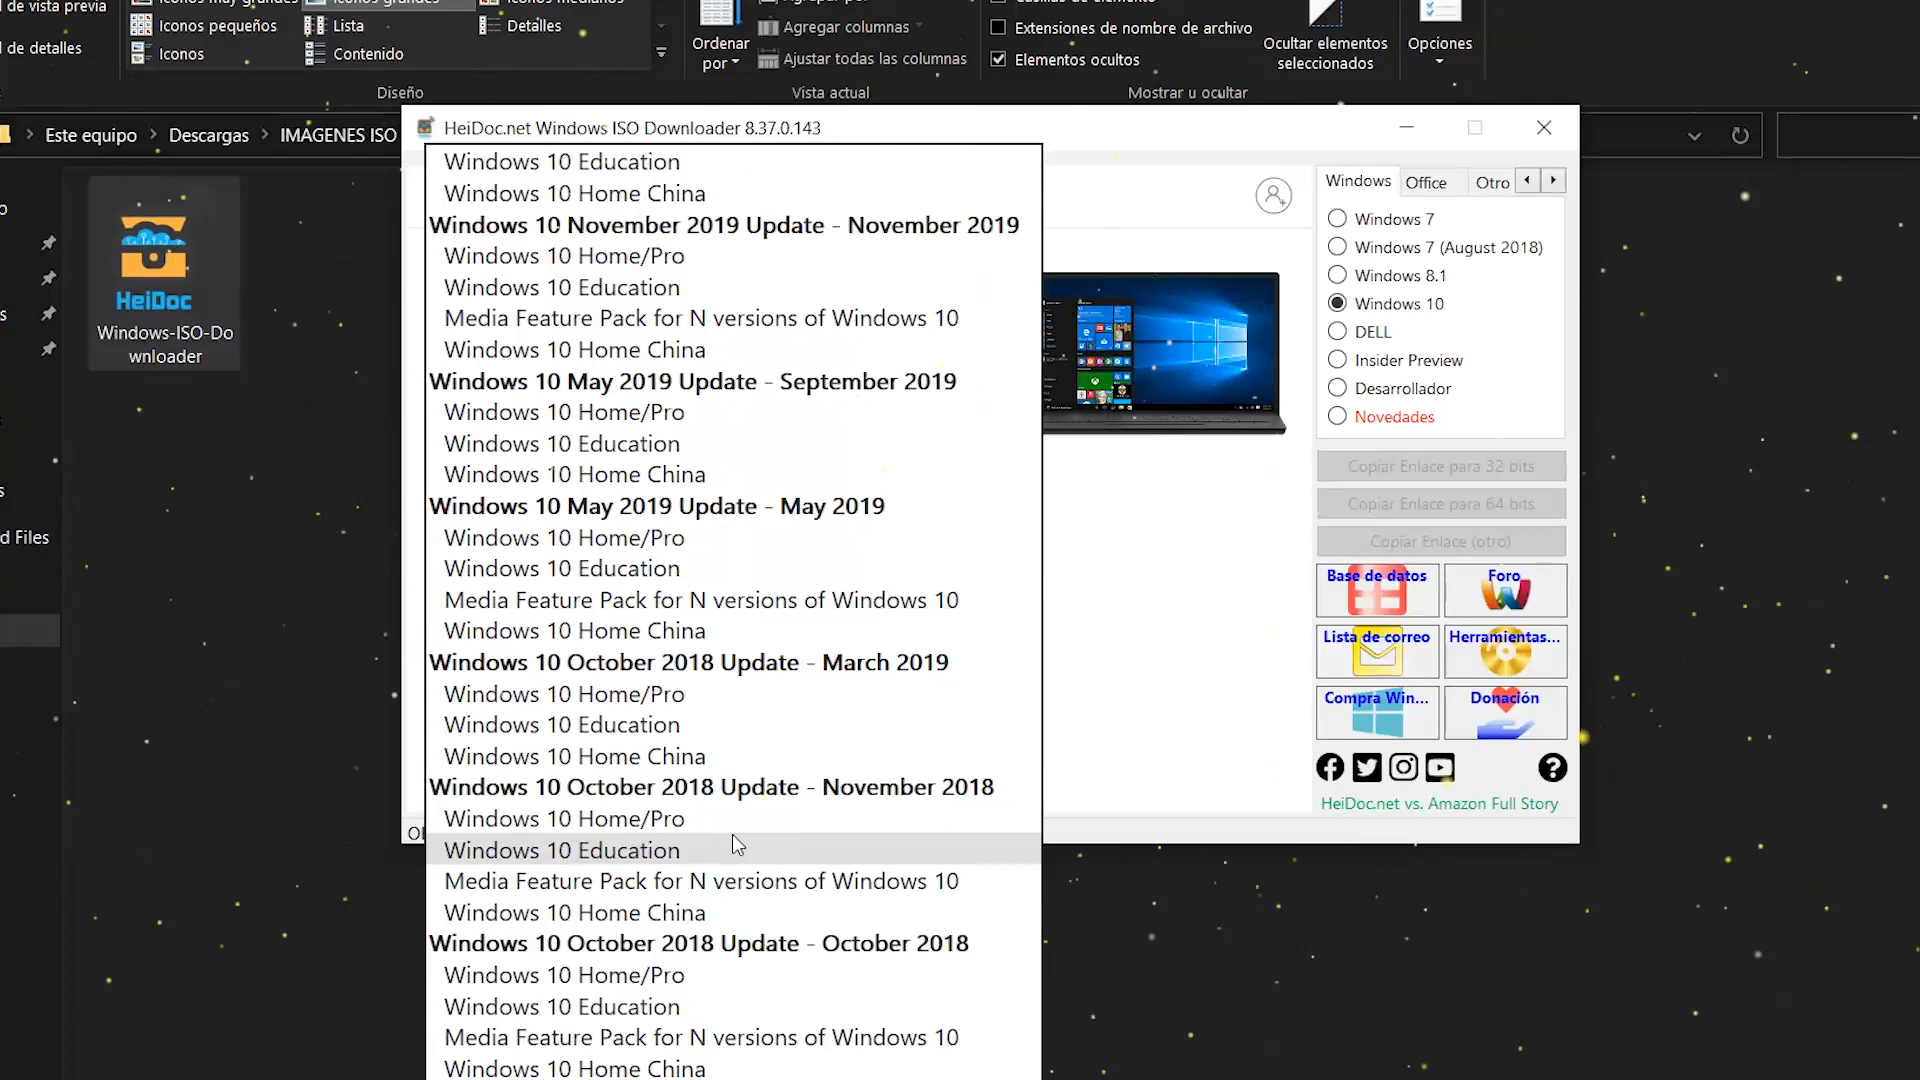 de vista previa
Iconos muy grandes
Iconos grandes
Iconos medianos
Iconos pequeños
Lista
Detalles
de detalles
Iconos
Contenido
Diseño
Ordenar
por
Agrupar por
Agregar columnas
Ajustar todas las columnas
Vista actual
Casillas de elemento
Extensiones de nombre de archivo
Elementos ocultos
Ocultar elementos
seleccionados
Mostrar u ocultar
Opciones
Este equipo
Descargas
IMAGENES ISO
HeiDoc
Windows-ISO-Do
wnloader
d Files
HeiDoc.net Windows ISO Downloader 8.37.0.143
Windows 10 Education
Windows 10 Home China
Windows 10 November 2019 Update - November 2019
Windows 10 Home/Pro
Windows 10 Education
Media Feature Pack for N versions of Windows 10
Windows 10 Home China
Windows 10 May 2019 Update - September 2019
Windows 10 Home/Pro
Windows 10 Education
Windows 10 Home China
Windows 10 May 2019 Update - May 2019
Windows 10 Home/Pro
Windows 10 Education
Media Feature Pack for N versions of Windows 10
Windows 10 Home China
Windows 10 October 2018 Update - March 2019
Windows 10 Home/Pro
Windows 10 Education
Windows 10 Home China
Windows 10 October 2018 Update - November 2018
Windows 10 Home/Pro
Windows 10 Education
Media Feature Pack for N versions of Windows 10
Windows 10 Home China
Windows 10 October 2018 Update - October 2018
Windows 10 Home/Pro
Windows 10 Education
Media Feature Pack for N versions of Windows 10
Windows 10 Home China
Windows
Office
Otro
Windows 7
Windows 7 (August 2018)
Windows 8.1
Windows 10
DELL
Insider Preview
Desarrollador
Novedades
Copiar Enlace para 32 bits
Copiar Enlace para 64 bits
Copiar Enlace (otro)
Base de datos
Foro
Lista de correo
Herramientas...
Compra Win...
Donación
HeiDoc.net vs. Amazon Full Story